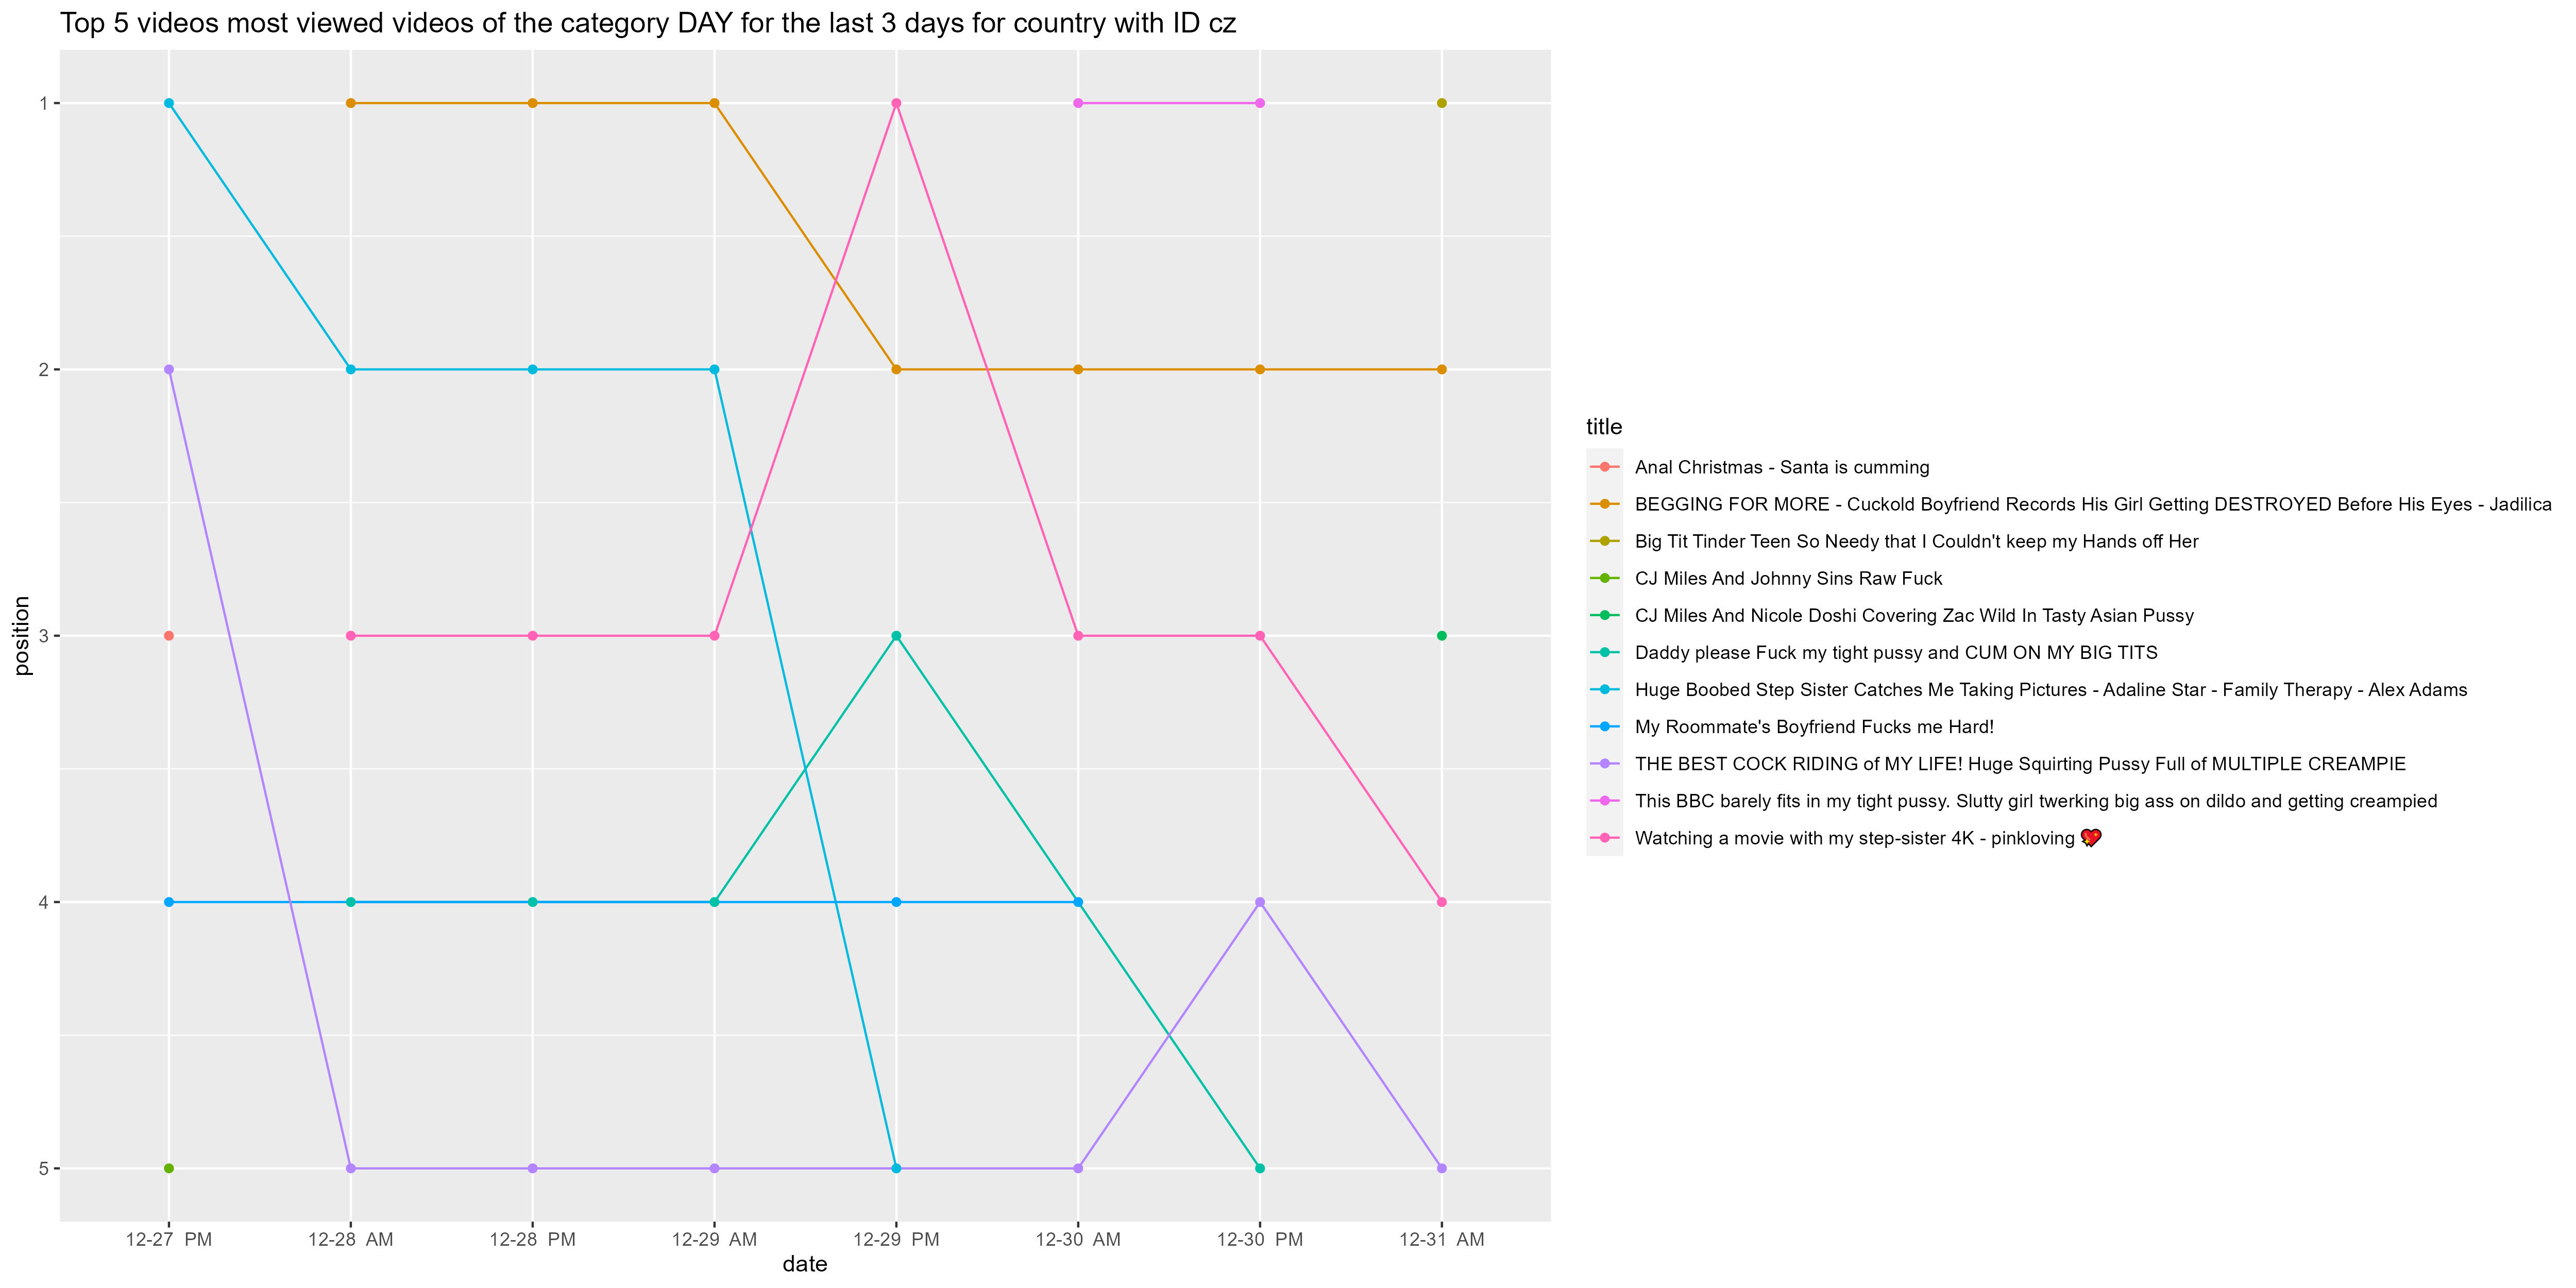 Top 5 videos most viewed videos of the category DAY for the last 3 days for country with ID cz
position
1
2
3
4
5
12-27 PM
12-28 AM
12-28 PM
12-29 AM
12-29 PM
12-30 AM
12-30 PM
12-31 AM
date
title
Anal Christmas - Santa is cumming
BEGGING FOR MORE - Cuckold Boyfriend Records His Girl Getting DESTROYED Before His Eyes - Jadilica
Big Tit Tinder Teen So Needy that I Couldn't keep my Hands off Her
CJ Miles And Johnny Sins Raw Fuck
CJ Miles And Nicole Doshi Covering Zac Wild In Tasty Asian Pussy
Daddy please Fuck my tight pussy and CUM ON MY BIG TITS
Huge Boobed Step Sister Catches Me Taking Pictures - Adaline Star - Family Therapy - Alex Adams
My Roommate's Boyfriend Fucks me Hard!
THE BEST COCK RIDING of MY LIFE! Huge Squirting Pussy Full of MULTIPLE CREAMPIE
This BBC barely fits in my tight pussy. Slutty girl twerking big ass on dildo and getting creampied
Watching a movie with my step-sister 4K - pinkloving 💖